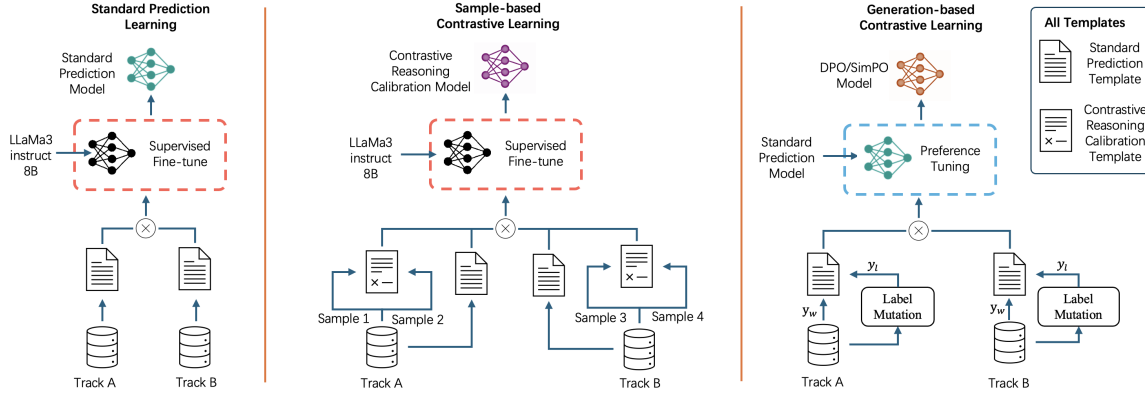 Standard Prediction
Learning
Standard
Prediction
Model
LLaMa3
instruct
8B
Supervised
Fine-tune
×
Track A
Track B
Sample-based
Contrastive Learning
Contrastive
Reasoning
Calibration Model
LLaMa3
instruct
8B
Supervised
Fine-tune
×
Sample 1
Sample 2
Sample 3
Sample 4
Track A
Track B
Generation-based
Contrastive Learning
DPO/SimPO
Model
Standard
Prediction
Model
Preference
Tuning
×
y_l
y_w
Label
Mutation
y_l
y_w
Label
Mutation
Track A
Track B
All Templates
Standard
Prediction
Template
Contrastive
Reasoning
Calibration
Template